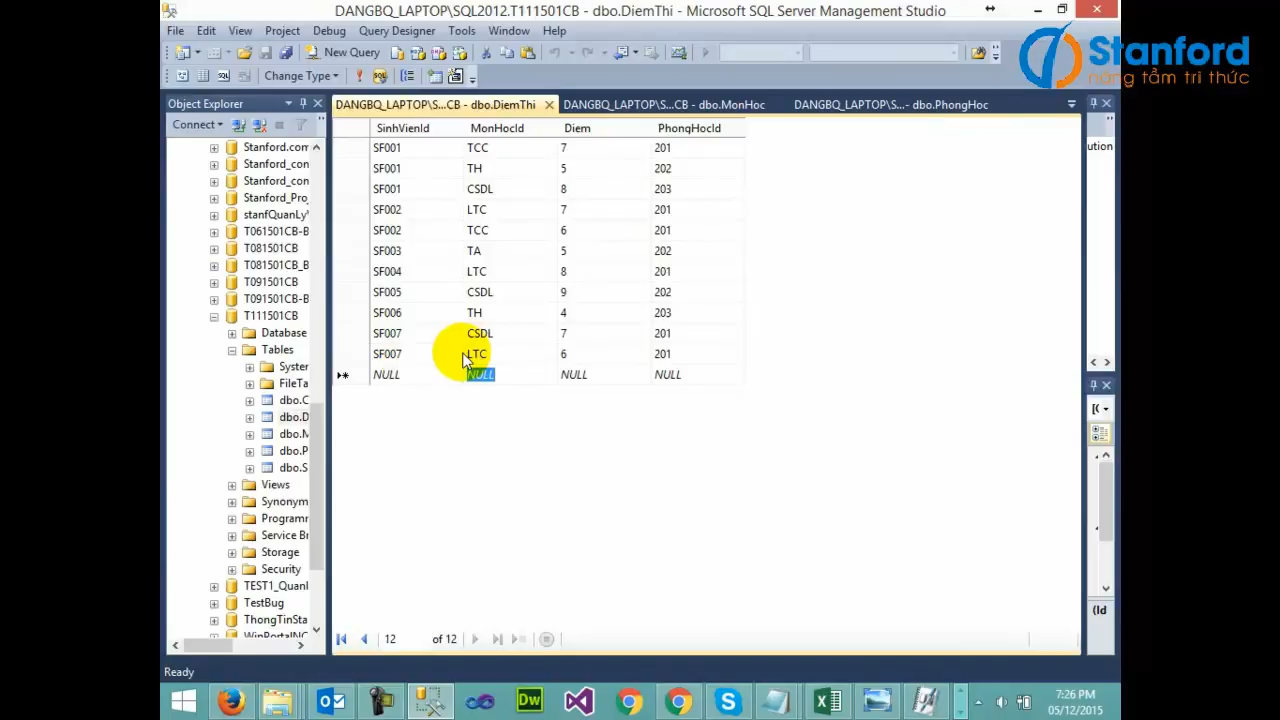 DANGBQ_LAPTOP\SQL2012.T111501CB - dbo.DiemThi - Microsoft SQL Server Management Studio
File Edit View Project Debug Query Designer Tools Window Help
New Query
Change Type
Stanford
nâng tầm tri thức
Object Explorer
DANGBQ_LAPTOP\S...CB - dbo.DiemThi
DANGBQ_LAPTOP\S...CB - dbo.MonHoc
DANGBQ_LAPTOP\S...- dbo.PhongHoc
Connect
Stanford.com
Stanford_con
Stanford_con
Stanford_Pro
stanfQuanLy
T061501CB-B
T081501CB
T081501CB_B
T091501CB
T091501CB-B
T111501CB
Database
Tables
System
FileTa
dbo.C
dbo.D
dbo.M
dbo.P
dbo.S
Views
Synonym
Programm
Service Br
Storage
Security
TEST1_QuanI
TestBug
ThongTinSta
WinPortalNC
SinhVienId MonHocId Diem PhongHocId
SF001 TCC 7 201
SF001 TH 5 202
SF001 CSDL 8 203
SF002 LTC 7 201
SF002 TCC 6 201
SF003 TA 5 202
SF004 LTC 8 201
SF005 CSDL 9 202
SF006 TH 4 203
SF007 CSDL 7 201
SF007 LTC 6 201
NULL NULL NULL NULL
12 of 12
ution
(Id
Ready
7:26 PM
05/12/2015